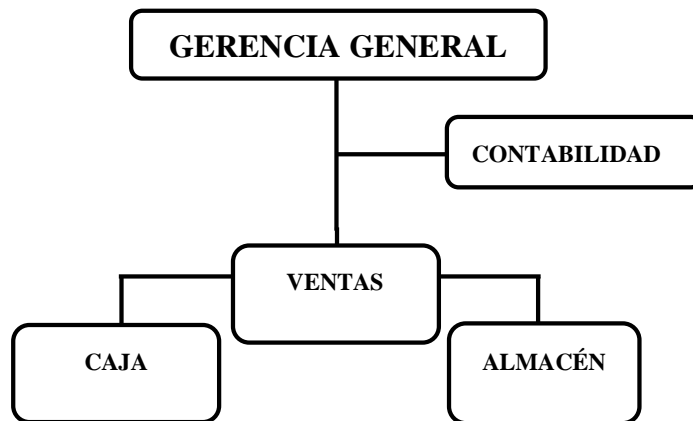 GERENCIA GENERAL
CONTABILIDAD
VENTAS
CAJA
ALMACÉN